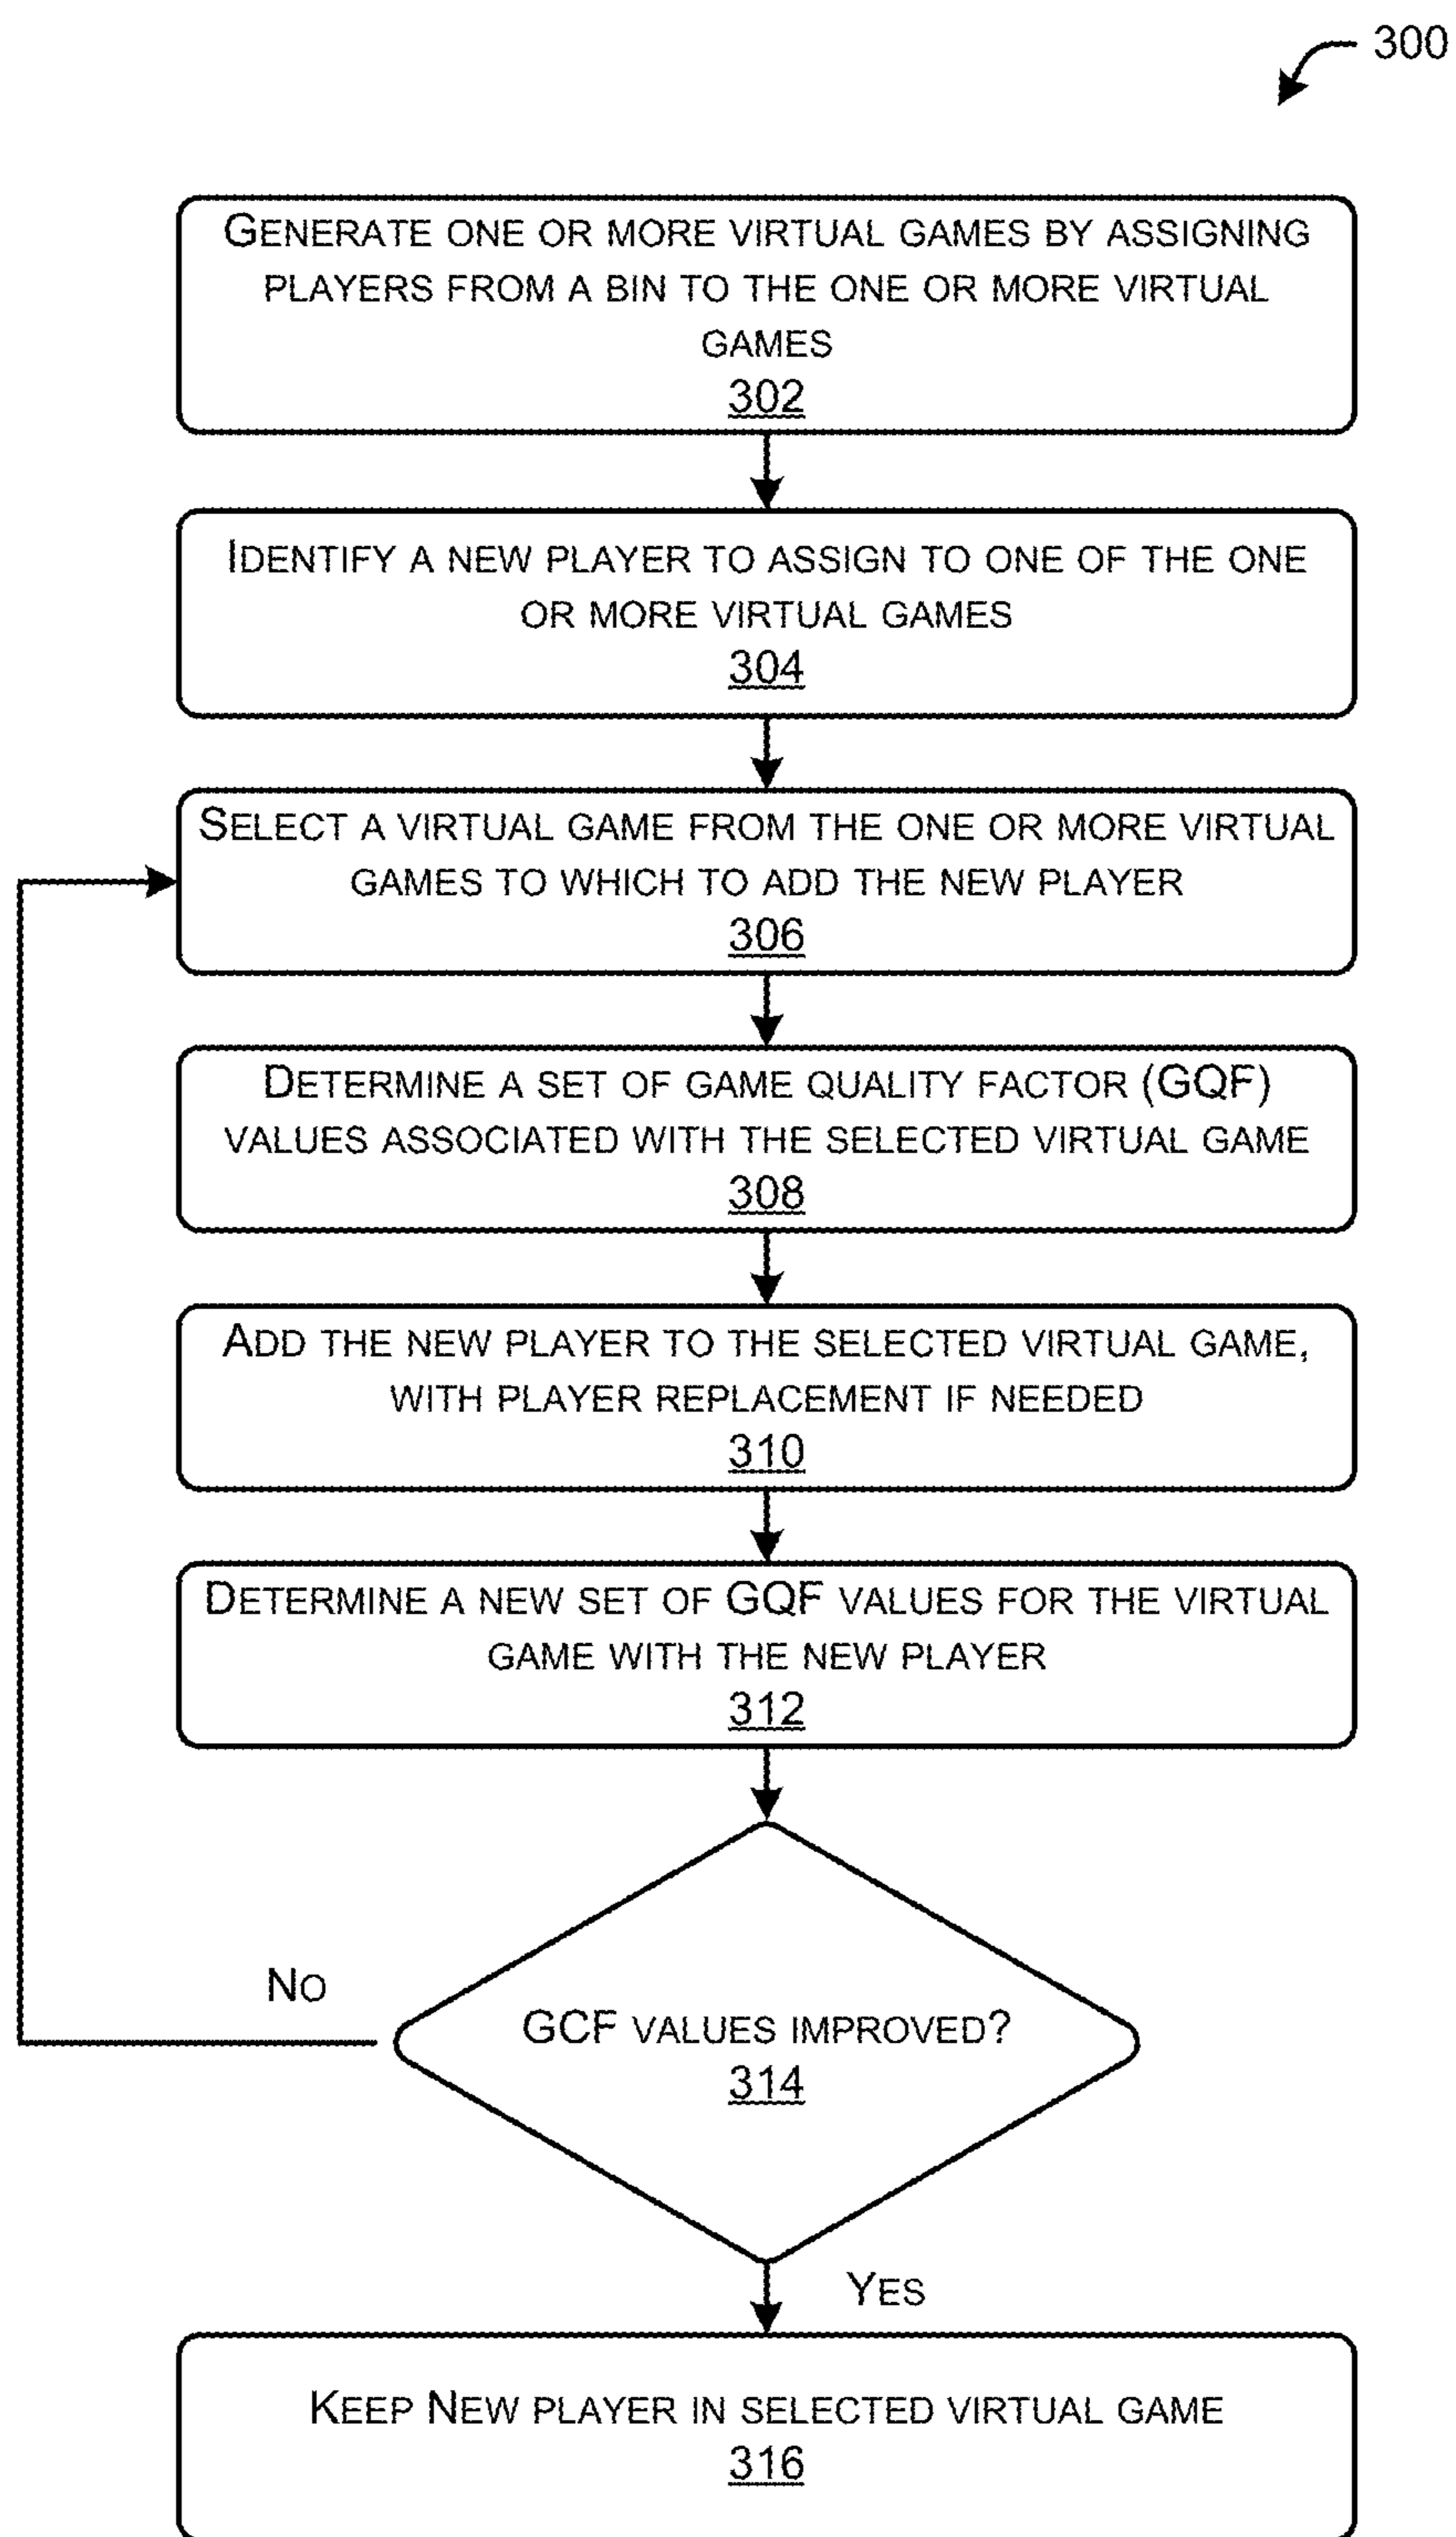 300
GENERATE ONE OR MORE VIRTUAL GAMES BY ASSIGNING
PLAYERS FROM A BIN TO THE ONE OR MORE VIRTUAL
GAMES
302
IDENTIFY A NEW PLAYER TO ASSIGN TO ONE OF THE ONE
OR MORE VIRTUAL GAMES
304
SELECT A VIRTUAL GAME FROM THE ONE OR MORE VIRTUAL
GAMES TO WHICH TO ADD THE NEW PLAYER
306
DETERMINE A SET OF GAME QUALITY FACTOR (GQF)
VALUES ASSOCIATED WITH THE SELECTED VIRTUAL GAME
308
ADD THE NEW PLAYER TO THE SELECTED VIRTUAL GAME,
WITH PLAYER REPLACEMENT IF NEEDED
310
DETERMINE A NEW SET OF GQF VALUES FOR THE VIRTUAL
GAME WITH THE NEW PLAYER
312
NO
GCF VALUES IMPROVED?
314
YES
KEEP NEW PLAYER IN SELECTED VIRTUAL GAME
316